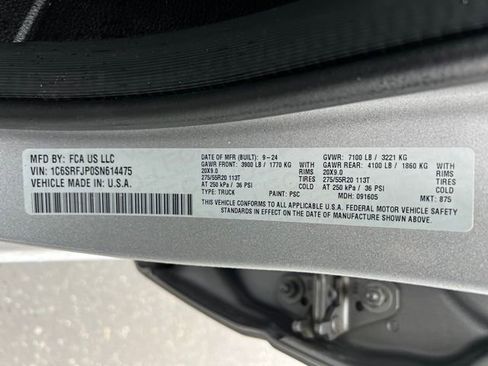 MFD BY: FCA US LLC
VIN: 1C6SRFJP0SN614475
VEHICLE MADE IN: U.S.A.
DATE OF MFR (BUILT): 9-24 GVWR: 7100 LB / 3221 KG
GAWR FRONT: 3900 LB / 1770 KG WITH GAWR REAR: 4100 LB / 1860 KG WITH
20X9.0 RIMS 20X9.0 RIMS
275/55R20 113T TIRES 275/55R20 113T TIRES
AT 250 kPa / 36 PSI COLD AT 250 kPa / 36 PSI COLD
TYPE: TRUCK PAINT: PSC MDH: 091605 MKT: 875
THIS VEHICLE CONFORMS TO ALL APPLICABLE U.S.A. FEDERAL MOTOR VEHICLE SAFETY
STANDARDS IN EFFECT ON THE DATE OF MANUFACTURE SHOWN ABOVE.